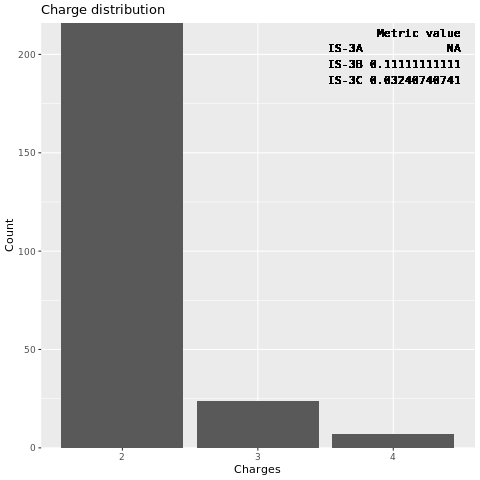 Charge distribution
Metric value
IS-3A NA
IS-3B 0.11111111111
IS-3C 0.03240740741
200
150
100
50
0
Count
2 3 4
Charges